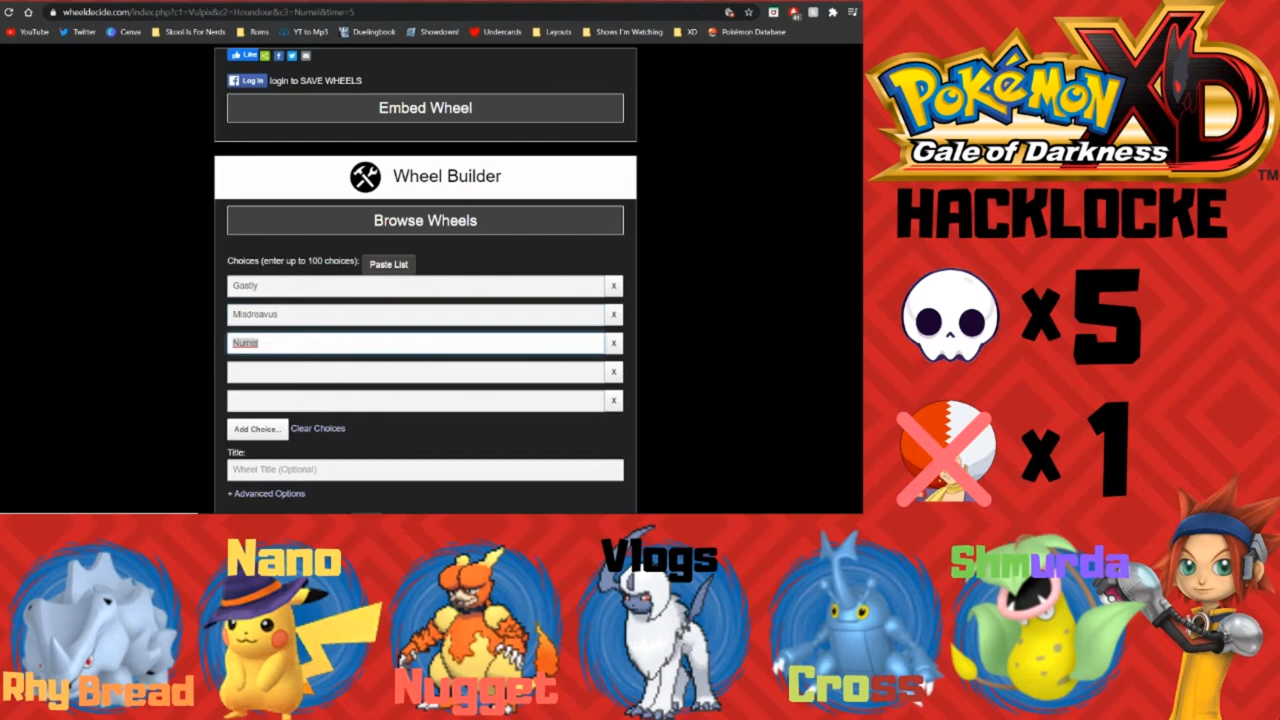 wheeldecide.com/index.php?c1=Vulpix&c2=Houndour&c3=Numel&time=5
YouTube Twitter Canva Skool Is For Nerds Roms YT to Mp3 Duelingbook Showdown! Undercards Layouts Shows I'm Watching XD Pokémon Database
Like
Log In login to SAVE WHEELS
Embed Wheel
Wheel Builder
Browse Wheels
Choices (enter up to 100 choices): Paste List
Gastly X
Misdreavus X
Numel X
X
X
Add Choice... Clear Choices
Title:
Wheel Title (Optional)
+ Advanced Options
POKéMON XD
Gale of Darkness TM
HACKLOCKE
x 5
x 1
Rhy Bread
Nano
Nugget
Vlogs
Cross
Shmurda